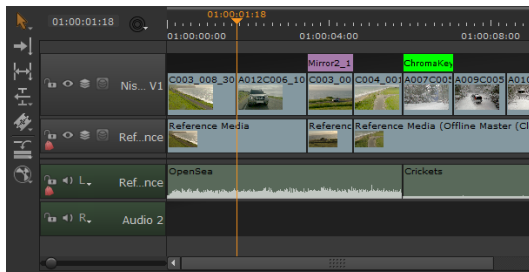 01:00:01:18
01:00:01:18
01:00:00:00 01:00:04:00 01:00:08:00
Mirror2_1 ChromaKey
Nis... V1 C003_008_30 A012C006_10 C003_00 C004_001 A007C005 A009C005 A010
Ref...nce Reference Media Referenc Reference Media (Offline Master (Cl
L Ref...nce OpenSea Crickets
R Audio 2